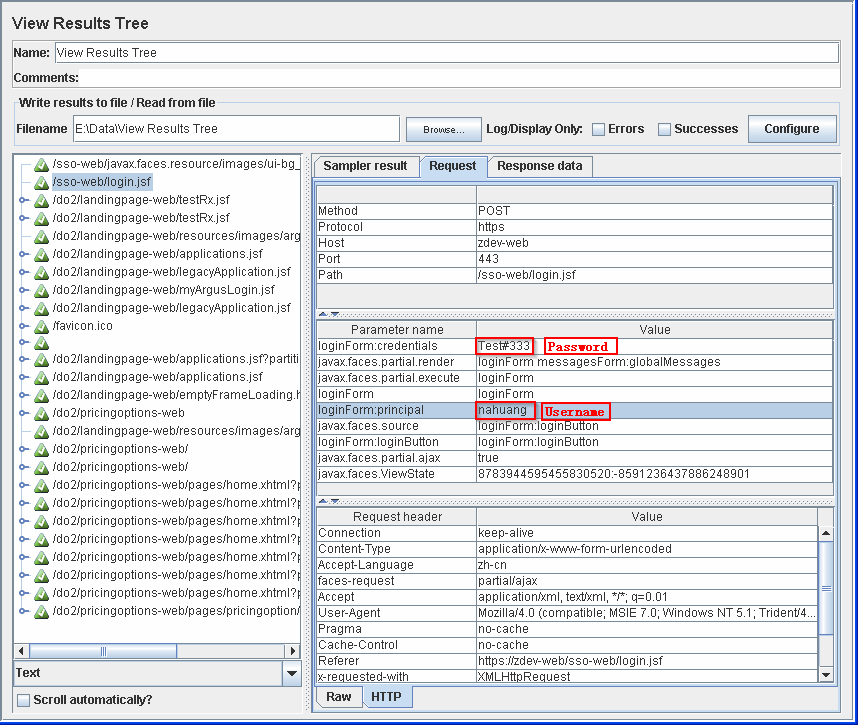 View Results Tree
Name: View Results Tree
Comments:
Write results to file / Read from file
Filename E:\Data\View Results Tree Browse... Log/Display Only: Errors Successes Configure
/sso-web/javax.faces.resource/images/ui-bg_
/sso-web/login.jsf
/do2/landingpage-web/testRx.jsf
/do2/landingpage-web/testRx.jsf
/do2/landingpage-web/resources/images/arg
/do2/landingpage-web/applications.jsf
/do2/landingpage-web/legacyApplication.jsf
/do2/landingpage-web/myArgusLogin.jsf
/do2/landingpage-web/legacyApplication.jsf
/favicon.ico
/do2/landingpage-web/applications.jsf?partiti
/do2/landingpage-web/applications.jsf
/do2/landingpage-web/emptyFrameLoading.h
/do2/pricingoptions-web
/do2/landingpage-web/resources/images/arg
/do2/pricingoptions-web/
/do2/pricingoptions-web/
/do2/pricingoptions-web/pages/home.xhtml?p
/do2/pricingoptions-web/pages/home.xhtml?p
/do2/pricingoptions-web/pages/home.xhtml?p
/do2/pricingoptions-web/pages/home.xhtml?p
/do2/pricingoptions-web/pages/home.xhtml?p
/do2/pricingoptions-web/pages/home.xhtml?p
/do2/pricingoptions-web/pages/home.xhtml?p
/do2/pricingoptions-web/pages/pricingoption/
Text
Scroll automatically?
Sampler result Request Response data
Method POST
Protocol https
Host zdev-web
Port 443
Path /sso-web/login.jsf
Parameter name Value
loginForm:credentials Test#333 Password
javax.faces.partial.render loginForm messagesForm:globalMessages
javax.faces.partial.execute loginForm
loginForm loginForm
loginForm:principal nahuang Username
javax.faces.source loginForm:loginButton
loginForm:loginButton loginForm:loginButton
javax.faces.partial.ajax true
javax.faces.ViewState 8783944595455830520:-8591236437886248901
Request header Value
Connection keep-alive
Content-Type application/x-www-form-urlencoded
Accept-Language zh-cn
faces-request partial/ajax
Accept application/xml, text/xml, */*; q=0.01
User-Agent Mozilla/4.0 (compatible; MSIE 7.0; Windows NT 5.1; Trident/4...
Pragma no-cache
Cache-Control no-cache
Referer https://zdev-web/sso-web/login.jsf
x-requested-with XMLHttpRequest
Raw HTTP